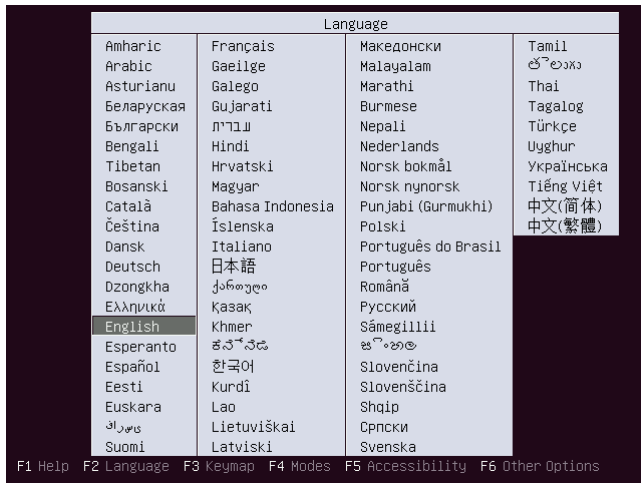 Language
Amharic
Arabic
Asturianu
Беларуская
Български
Bengali
Tibetan
Bosanski
Català
Čeština
Dansk
Deutsch
Dzongkha
Ελληνικά
English
Esperanto
Español
Eesti
Euskara
ﻰﺳﺭﺎﻓ
Suomi
Français
Gaeilge
Galego
Gujarati
עברית
Hindi
Hrvatski
Magyar
Bahasa Indonesia
Íslenska
Italiano
日本語
ქართული
Қазақ
Khmer
ಕನ್ನಡ
한국어
Kurdî
Lao
Lietuviškai
Latviski
Македонски
Malayalam
Marathi
Burmese
Nepali
Nederlands
Norsk bokmål
Norsk nynorsk
Punjabi (Gurmukhi)
Polski
Português do Brasil
Português
Română
Русский
Sámegillii
සිංහල
Slovenčina
Slovenščina
Shqip
Српски
Svenska
Tamil
తెలుగు
Thai
Tagalog
Türkçe
Uyghur
Українська
Tiếng Việt
中文(简体)
中文(繁體)
F1 Help F2 Language F3 Keymap F4 Modes F5 Accessibility F6 Other Options